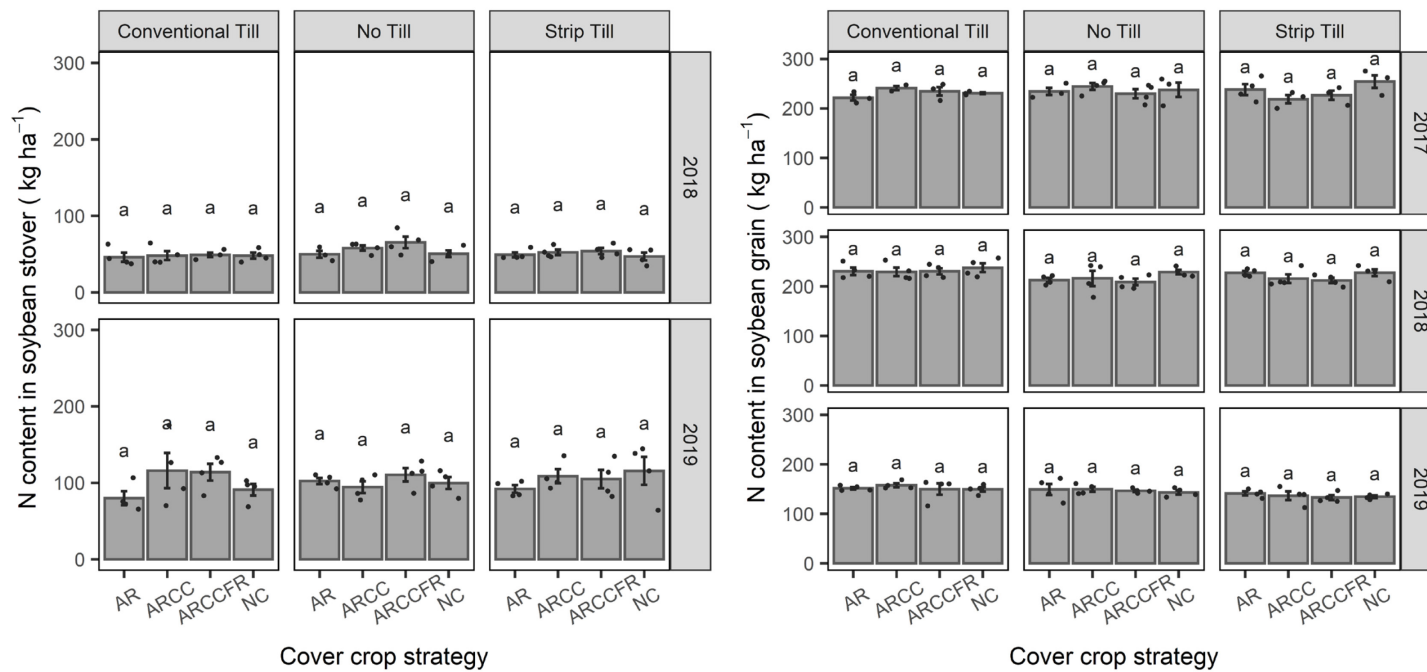 Conventional Till No Till Strip Till
N content in soybean stover ( kg ha⁻¹)
300
200
100
0
a a a a a a a a a a a a
2018
300
200
100
0
a a a a a a a a a a a a
2019
AR ARCC ARCCFR NC AR ARCC ARCCFR NC AR ARCC ARCCFR NC
Cover crop strategy
Conventional Till No Till Strip Till
N content in soybean grain ( kg ha⁻¹)
300
200
100
0
a a a a a a a a a a a a
2017
300
200
100
0
a a a a a a a a a a a a
2018
300
200
100
0
a a a a a a a a a a a a
2019
AR ARCC ARCCFR NC AR ARCC ARCCFR NC AR ARCC ARCCFR NC
Cover crop strategy